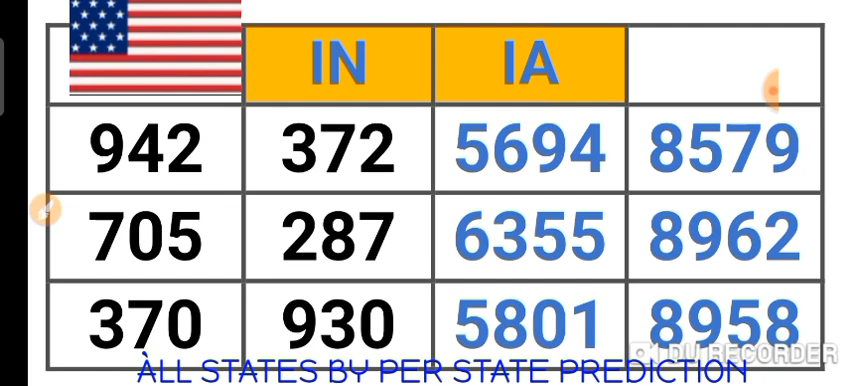 IN IA
942 372 5694 8579
705 287 6355 8962
370 930 5801 8958
DU RECORDER
ÀLL STATES BY PER STATE PREDICTION